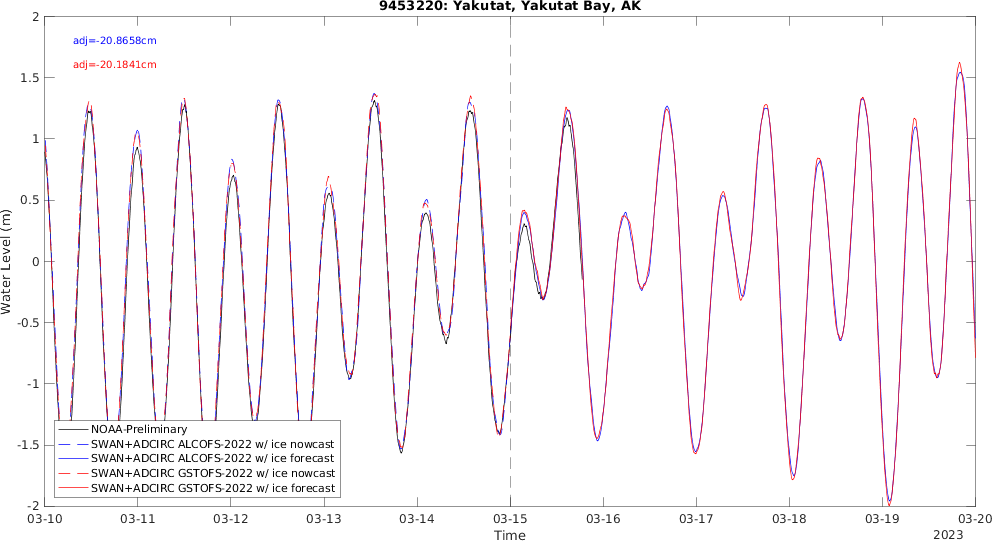 9453220: Yakutat, Yakutat Bay, AK
adj=-20.8658cm
adj=-20.1841cm
Water Level (m)
2
1.5
1
0.5
0
-0.5
-1
-1.5
-2
NOAA-Preliminary
SWAN+ADCIRC ALCOFS-2022 w/ ice nowcast
SWAN+ADCIRC ALCOFS-2022 w/ ice forecast
SWAN+ADCIRC GSTOFS-2022 w/ ice nowcast
SWAN+ADCIRC GSTOFS-2022 w/ ice forecast
03-10 03-11 03-12 03-13 03-14 03-15 03-16 03-17 03-18 03-19 03-20
Time
2023